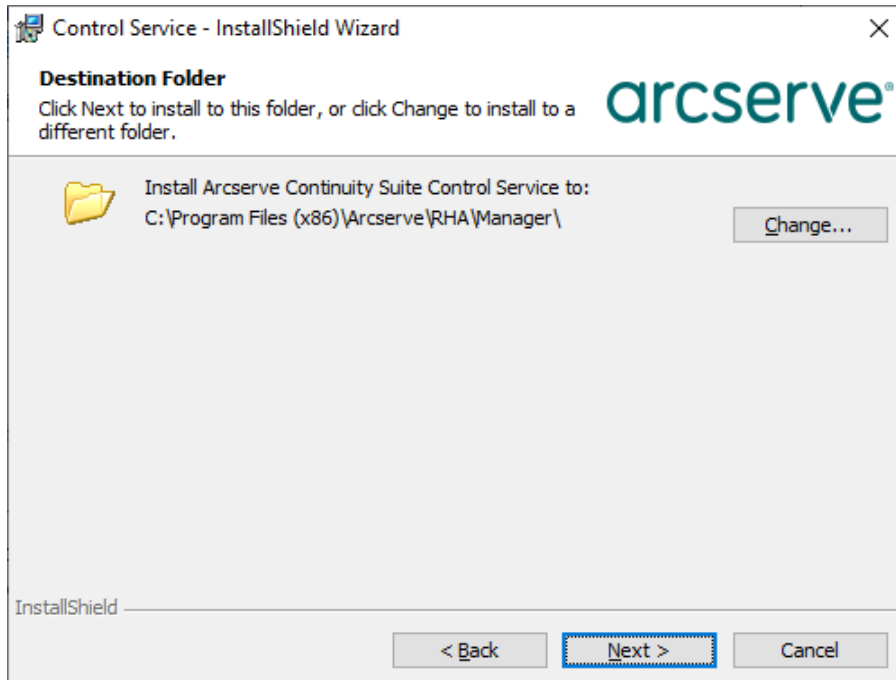 Control Service - InstallShield Wizard
Destination Folder
Click Next to install to this folder, or click Change to install to a
different folder.
arcserve®
Install Arcserve Continuity Suite Control Service to:
C:\Program Files (x86)\Arcserve\RHA\Manager\
Change...
InstallShield
< Back
Next >
Cancel